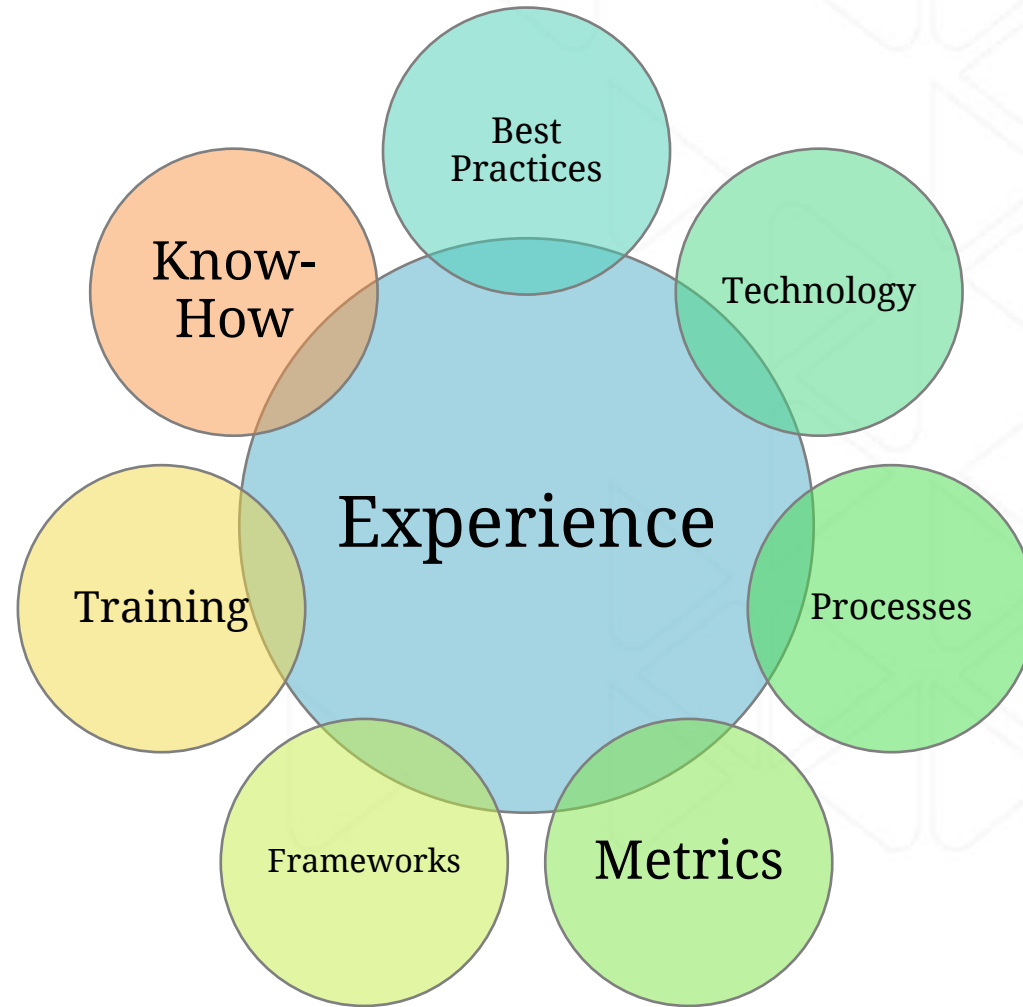 Best
Practices
Technology
Processes
Metrics
Frameworks
Training
Know-
How
Experience